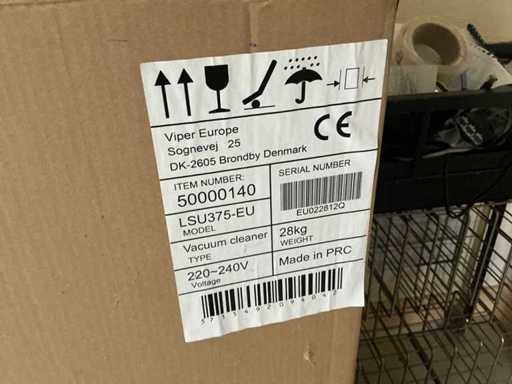 Viper Europe
Sognevej 25
DK-2605 Brondby Denmark
CE
ITEM NUMBER:
50000140
SERIAL NUMBER
EU022812Q
LSU375-EU
MODEL
28kg
WEIGHT
Vacuum cleaner
TYPE
Made in PRC
220~240V
Voltage
5715492094042